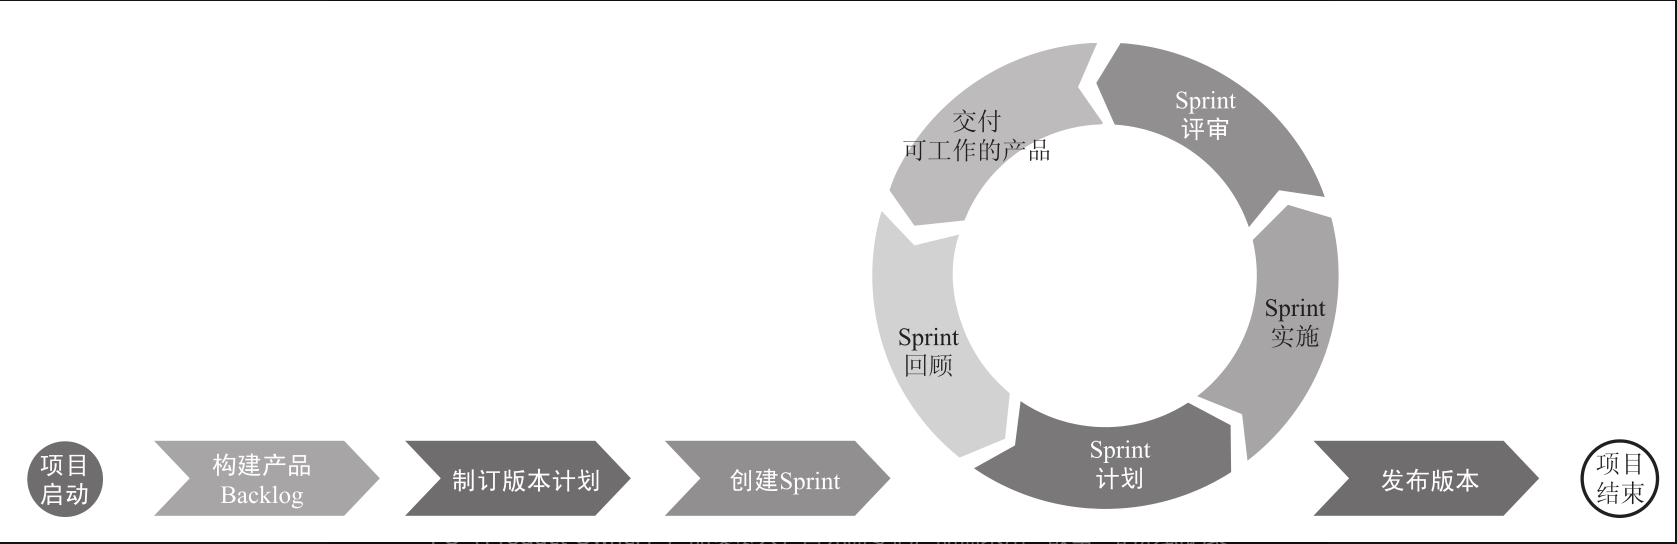 项目
启动
构建产品
Backlog
制订版本计划
创建Sprint
Sprint
计划
Sprint
实施
Sprint
评审
交付
可工作的产品
Sprint
回顾
发布版本
项目
结束